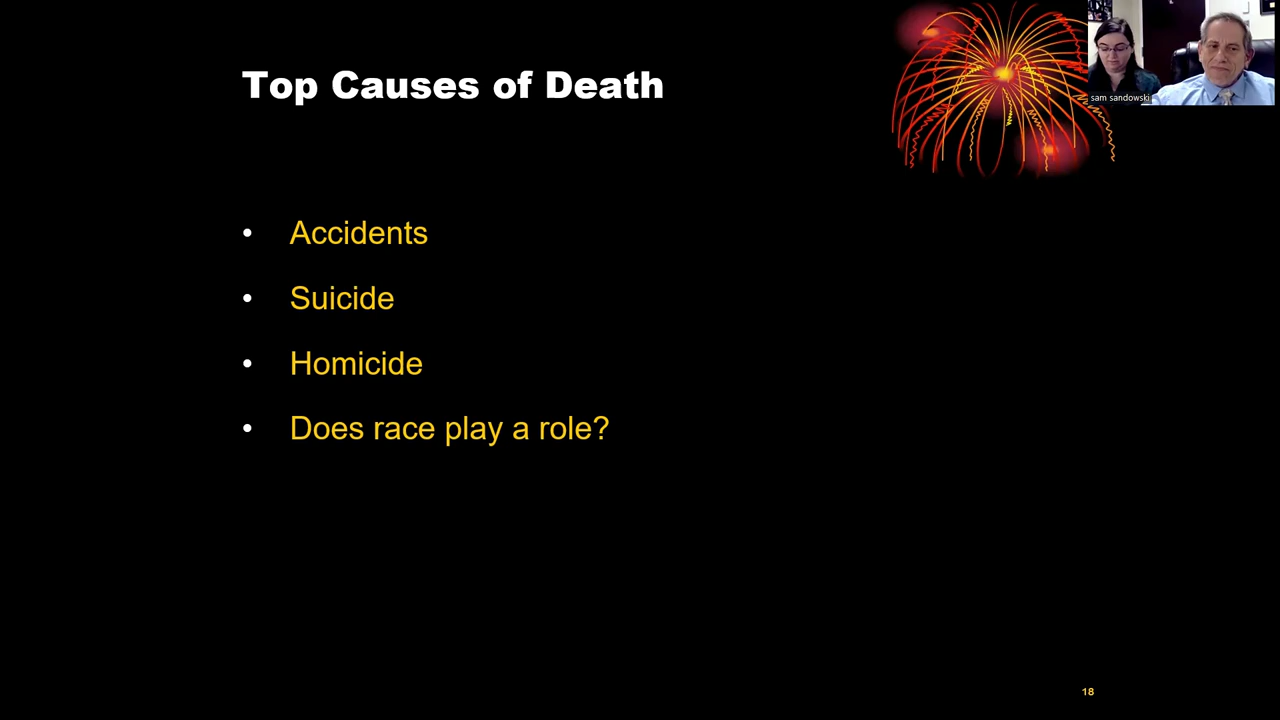 Top Causes of Death
sam sandowski
• Accidents
• Suicide
• Homicide
• Does race play a role?
18